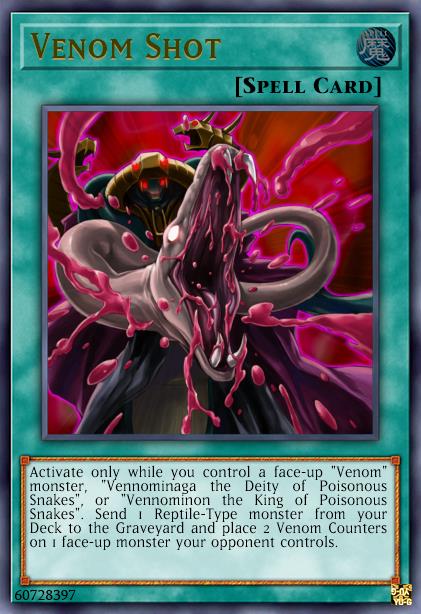 Venom Shot
魔
[Spell Card]
Activate only while you control a face-up "Venom"
monster, "Vennominaga the Deity of Poisonous
Snakes", or "Vennominon the King of Poisonous
Snakes". Send 1 Reptile-Type monster from your
Deck to the Graveyard and place 2 Venom Counters
on 1 face-up monster your opponent controls.
60728397